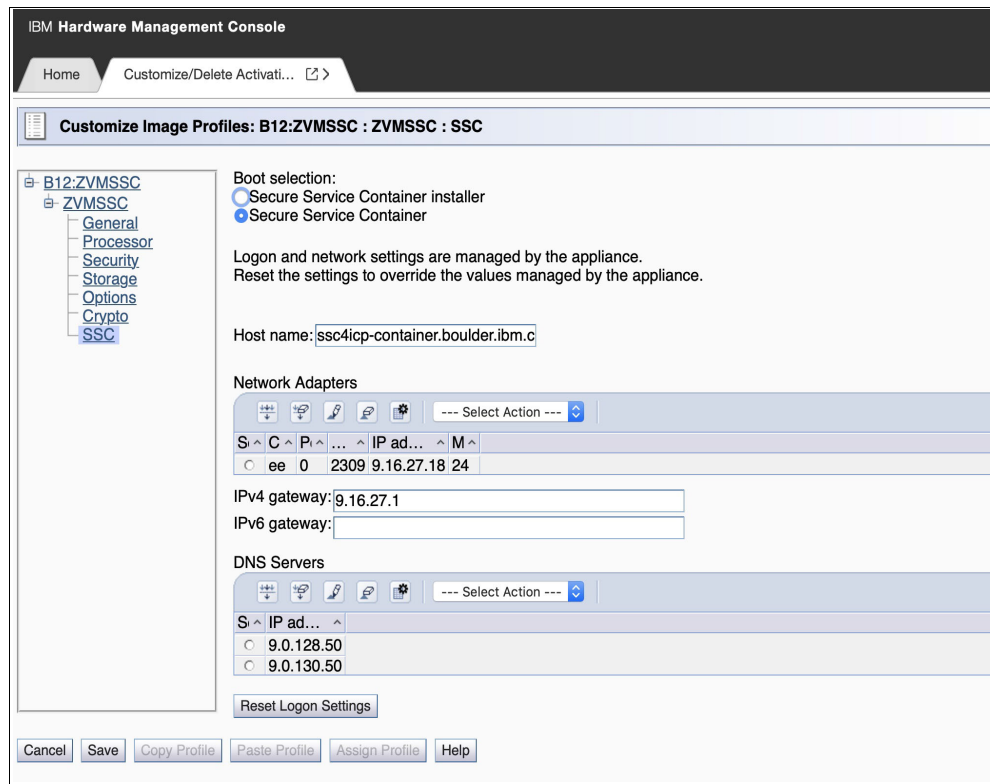 IBM Hardware Management Console
Home
Customize/Delete Activati...
Customize Image Profiles: B12:ZVMSSC : ZVMSSC : SSC
B12:ZVMSSC
ZVMSSC
General
Processor
Security
Storage
Options
Crypto
SSC
Boot selection:
Secure Service Container installer
Secure Service Container
Logon and network settings are managed by the appliance.
Reset the settings to override the values managed by the appliance.
Host name: ssc4icp-container.boulder.ibm.c
Network Adapters
--- Select Action ---
S C P ... IP ad... M
ee 0 2309 9.16.27.18 24
IPv4 gateway: 9.16.27.1
IPv6 gateway:
DNS Servers
--- Select Action ---
S IP ad...
9.0.128.50
9.0.130.50
Reset Logon Settings
Cancel Save Copy Profile Paste Profile Assign Profile Help